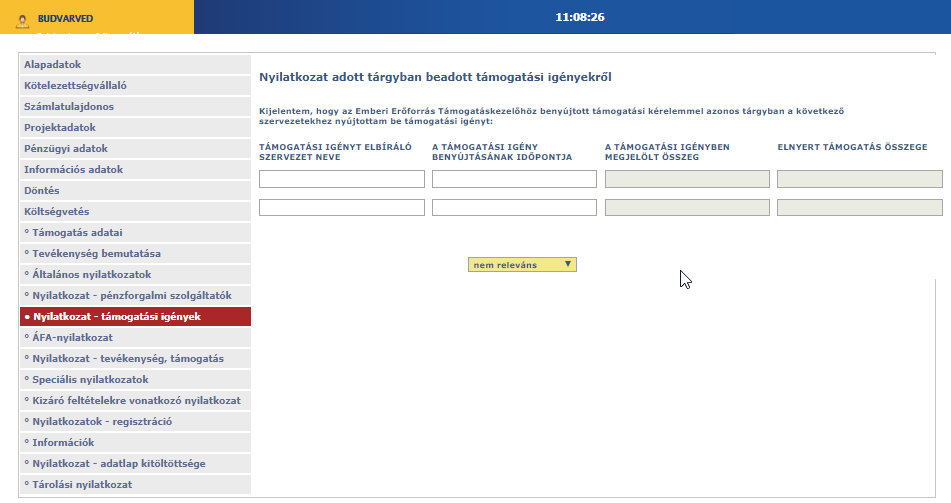 BUDVARVED
11:08:26
Alapadatok
Kötelezettségvállaló
Számlatulajdonos
Projektadatok
Pénzügyi adatok
Információs adatok
Döntés
Költségvetés
° Támogatás adatai
° Tevékenység bemutatása
° Általános nyilatkozatok
° Nyilatkozat - pénzforgalmi szolgáltatók
• Nyilatkozat - támogatási igények
° ÁFA-nyilatkozat
° Nyilatkozat - tevékenység, támogatás
° Speciális nyilatkozatok
° Kizáró feltételekre vonatkozó nyilatkozat
° Nyilatkozatok - regisztráció
° Információk
° Nyilatkozat - adatlap kitöltöttsége
° Tárolási nyilatkozat
Nyilatkozat adott tárgyban beadott támogatási igényekről
Kijelentem, hogy az Emberi Erőforrás Támogatáskezelőhöz benyújtott támogatási kérelemmel azonos tárgyban a következő
szervezetekhez nyújtottam be támogatási igényt:
TÁMOGATÁSI IGÉNYT ELBÍRÁLÓ
SZERVEZET NEVE
A TÁMOGATÁSI IGÉNY
BENYÚJTÁSÁNAK IDŐPONTJA
A TÁMOGATÁSI IGÉNYBEN
MEGJELÖLT ÖSSZEG
ELNYERT TÁMOGATÁS ÖSSZEGE
nem releváns